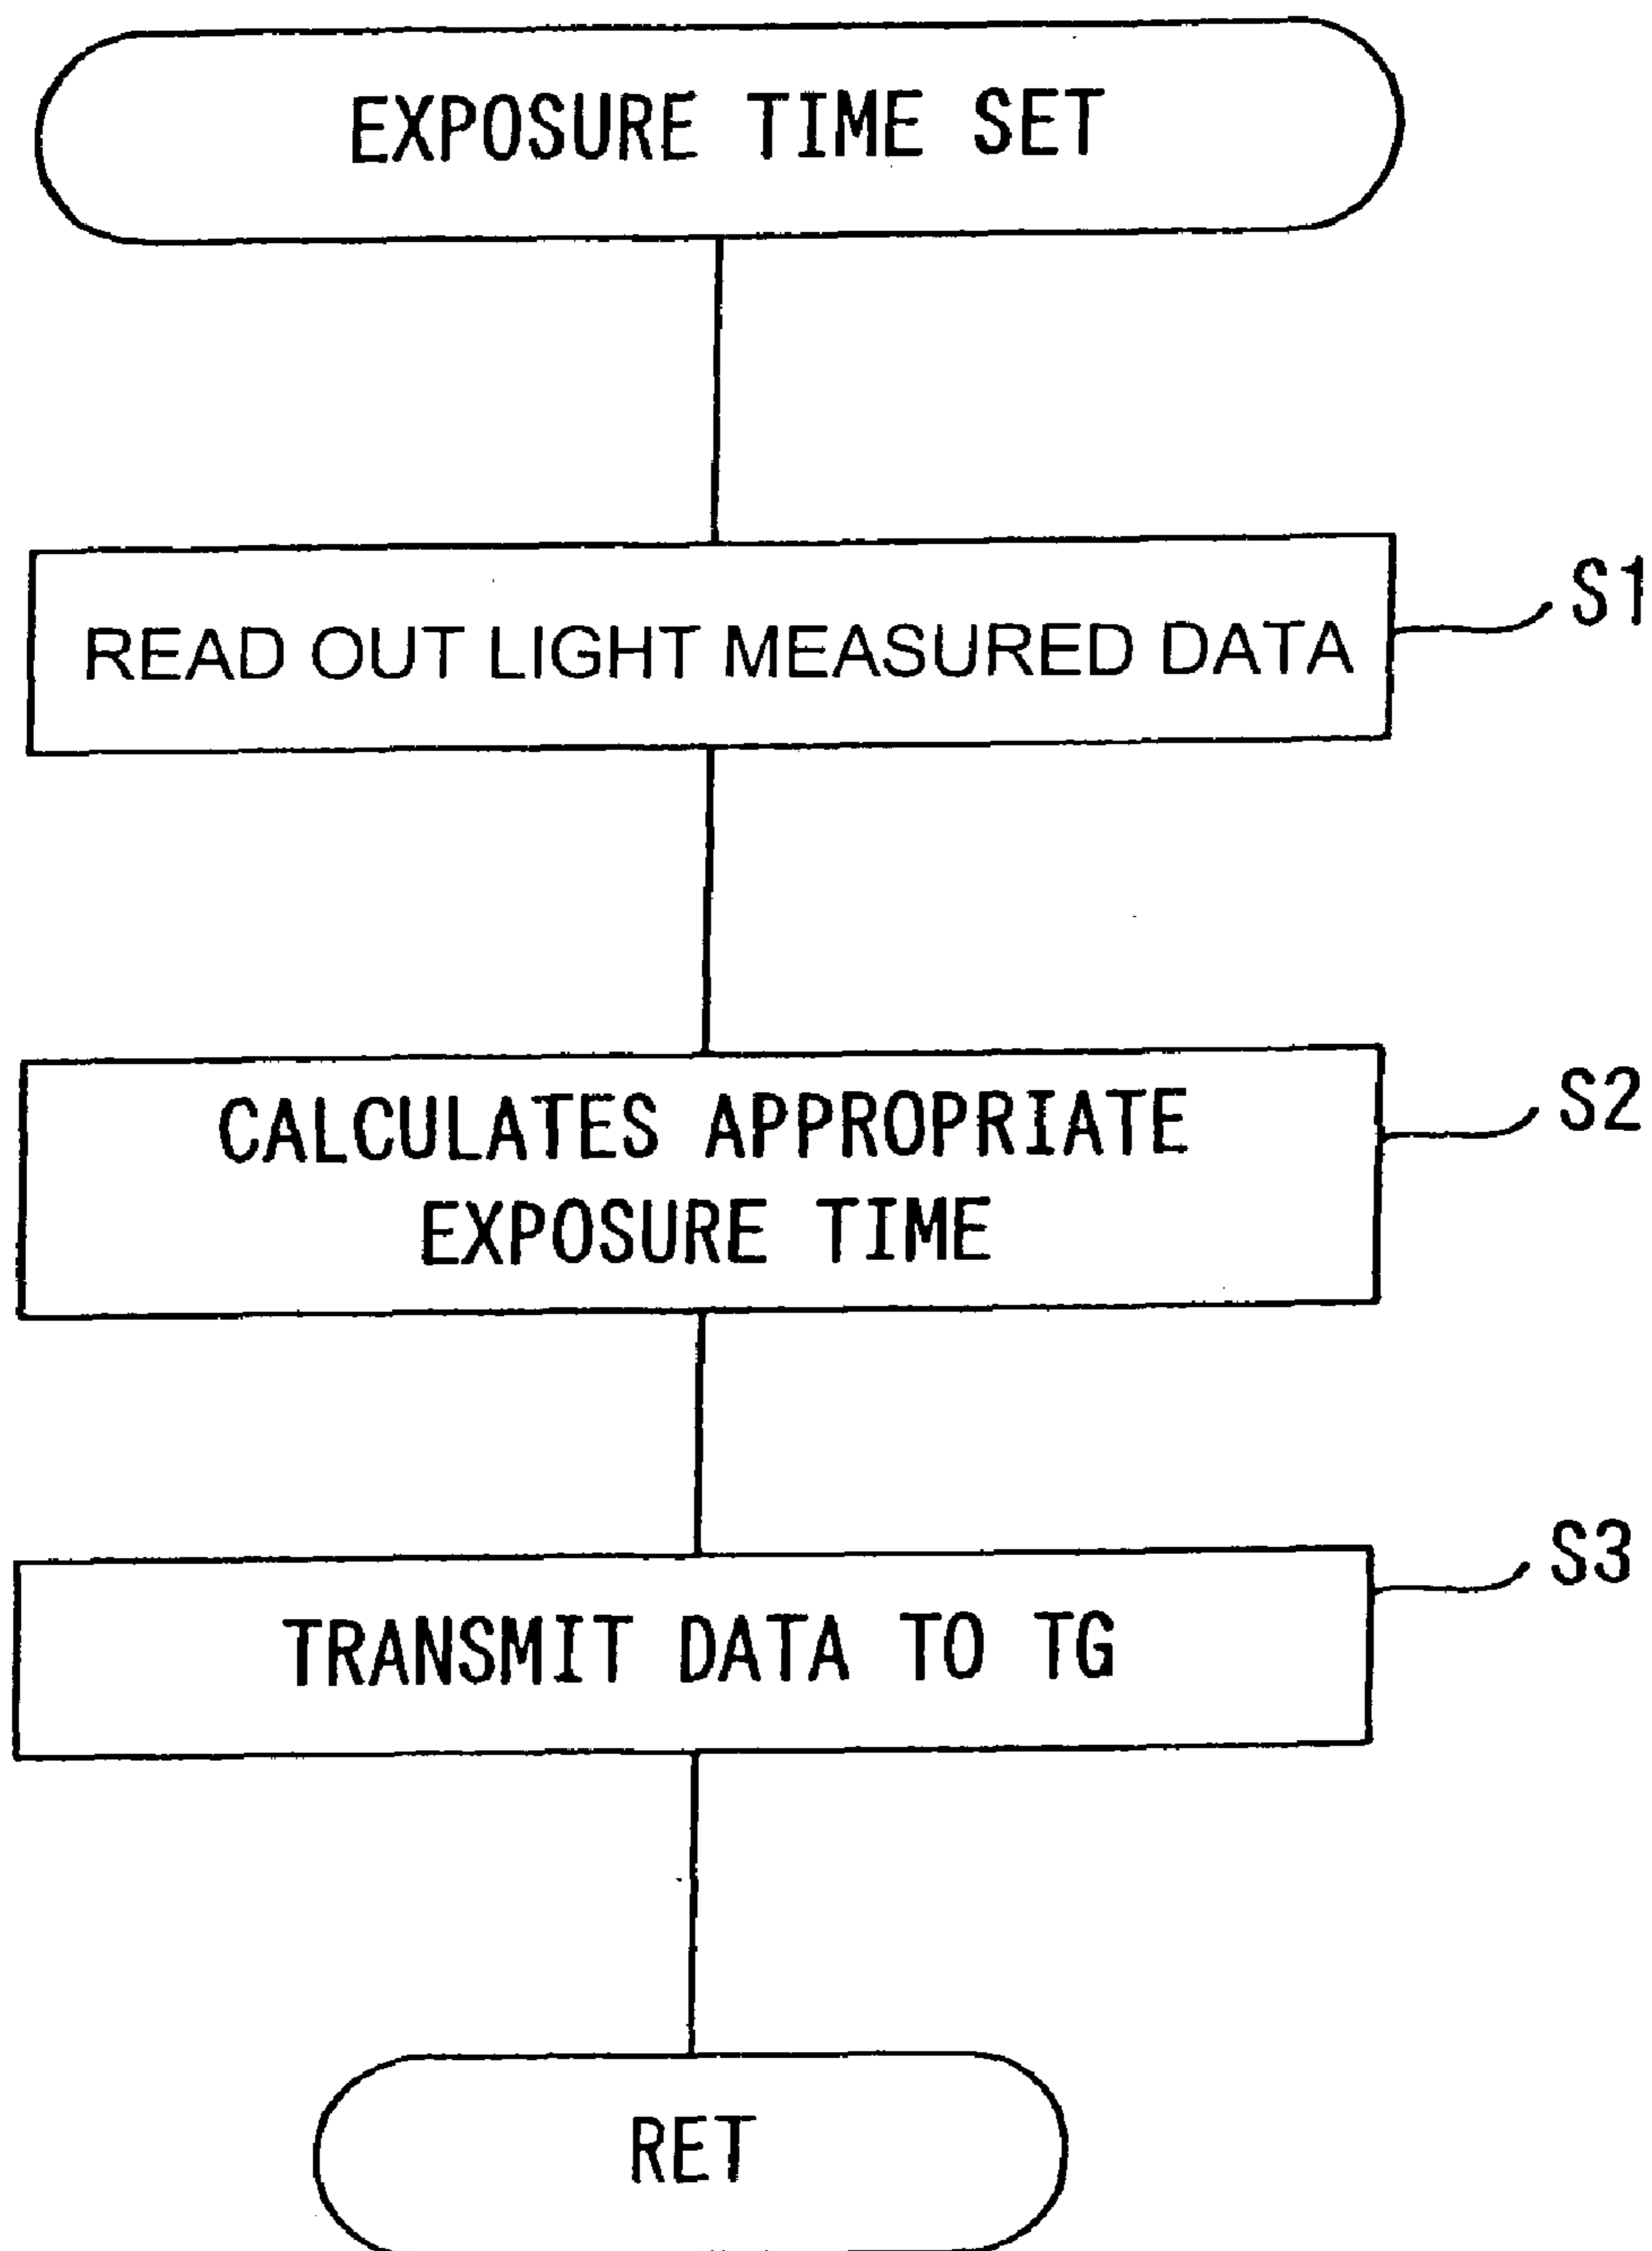 EXPOSURE TIME SET
READ OUT LIGHT MEASURED DATA
S1
CALCULATES APPROPRIATE
EXPOSURE TIME
S2
TRANSMIT DATA TO TG
S3
RET